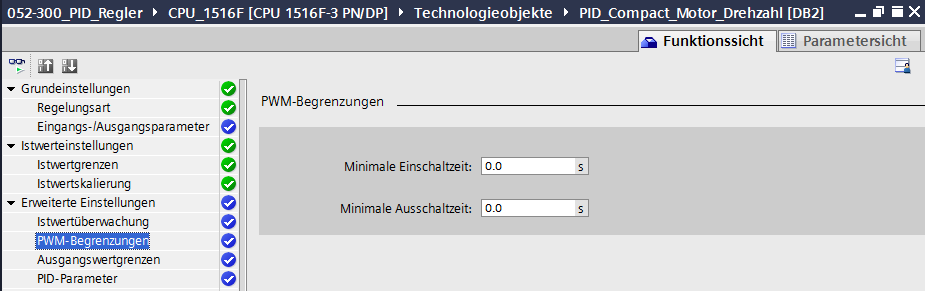 052-300_PID_Regler ▸ CPU_1516F [CPU 1516F-3 PN/DP] ▸ Technologieobjekte ▸ PID_Compact_Motor_Drehzahl [DB2]
Funktionssicht Parametersicht
Grundeinstellungen
Regelungsart
Eingangs-/Ausgangsparameter
Istwerteinstellungen
Istwertgrenzen
Istwertskalierung
Erweiterte Einstellungen
Istwertüberwachung
PWM-Begrenzungen
Ausgangswertgrenzen
PID-Parameter
PWM-Begrenzungen
Minimale Einschaltzeit: 0.0 s
Minimale Ausschaltzeit: 0.0 s